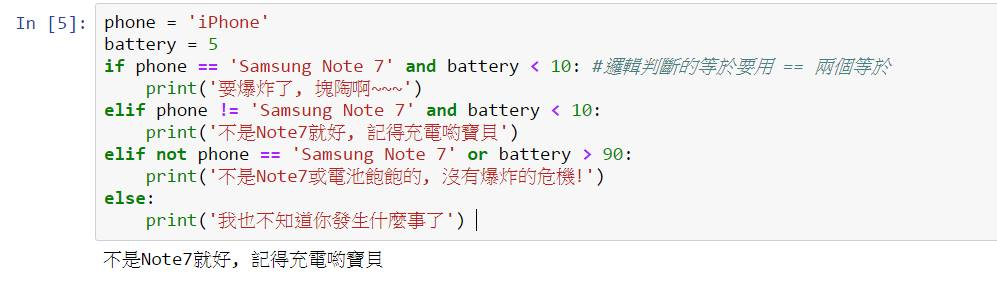 In [5]: phone = 'iPhone'
battery = 5
if phone == 'Samsung Note 7' and battery < 10: #邏輯判斷的等於要用 == 兩個等於
    print('要爆炸了, 塊陶啊~~~')
elif phone != 'Samsung Note 7' and battery < 10:
    print('不是Note7就好, 記得充電喲寶貝')
elif not phone == 'Samsung Note 7' or battery > 90:
    print('不是Note7或電池飽飽的, 沒有爆炸的危機!')
else:
    print('我也不知道你發生什麼事了')
不是Note7就好, 記得充電喲寶貝